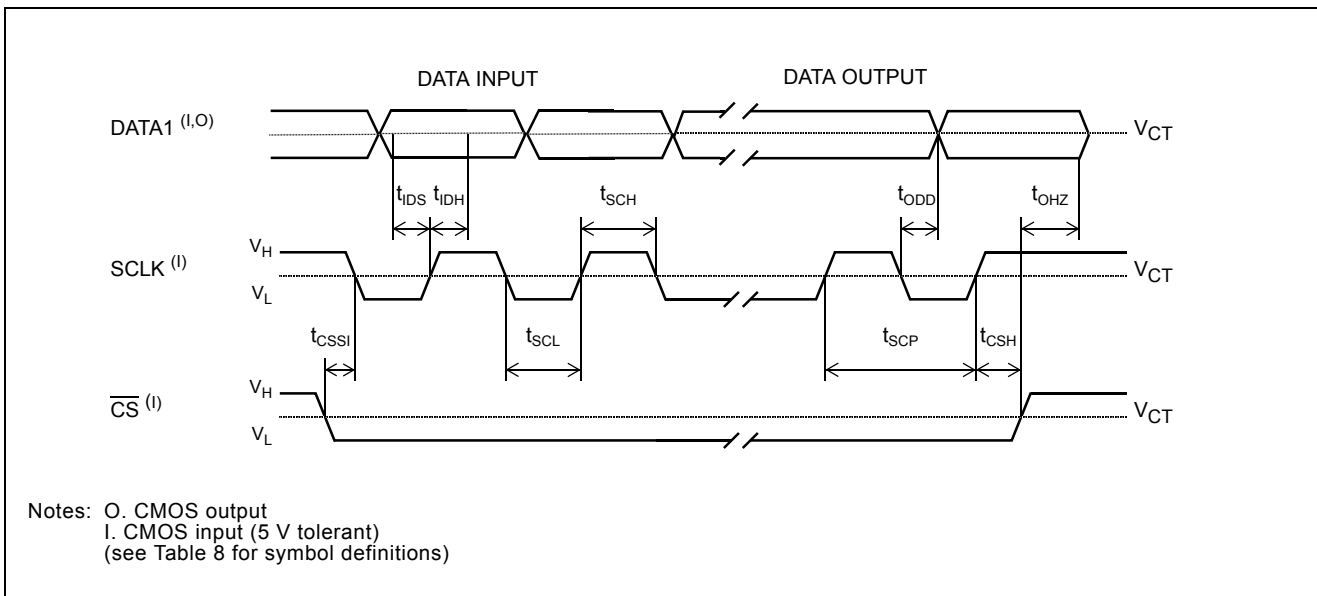 DATA INPUT DATA OUTPUT
DATA1 (I,O) VCT
tIDS tIDH tSCH tODD tOHZ
VH
SCLK (I) VCT
VL
tCSSI tSCL tSCP tCSH
VH
CS (I) VCT
VL
Notes: O. CMOS output
I. CMOS input (5 V tolerant)
(see Table 8 for symbol definitions)